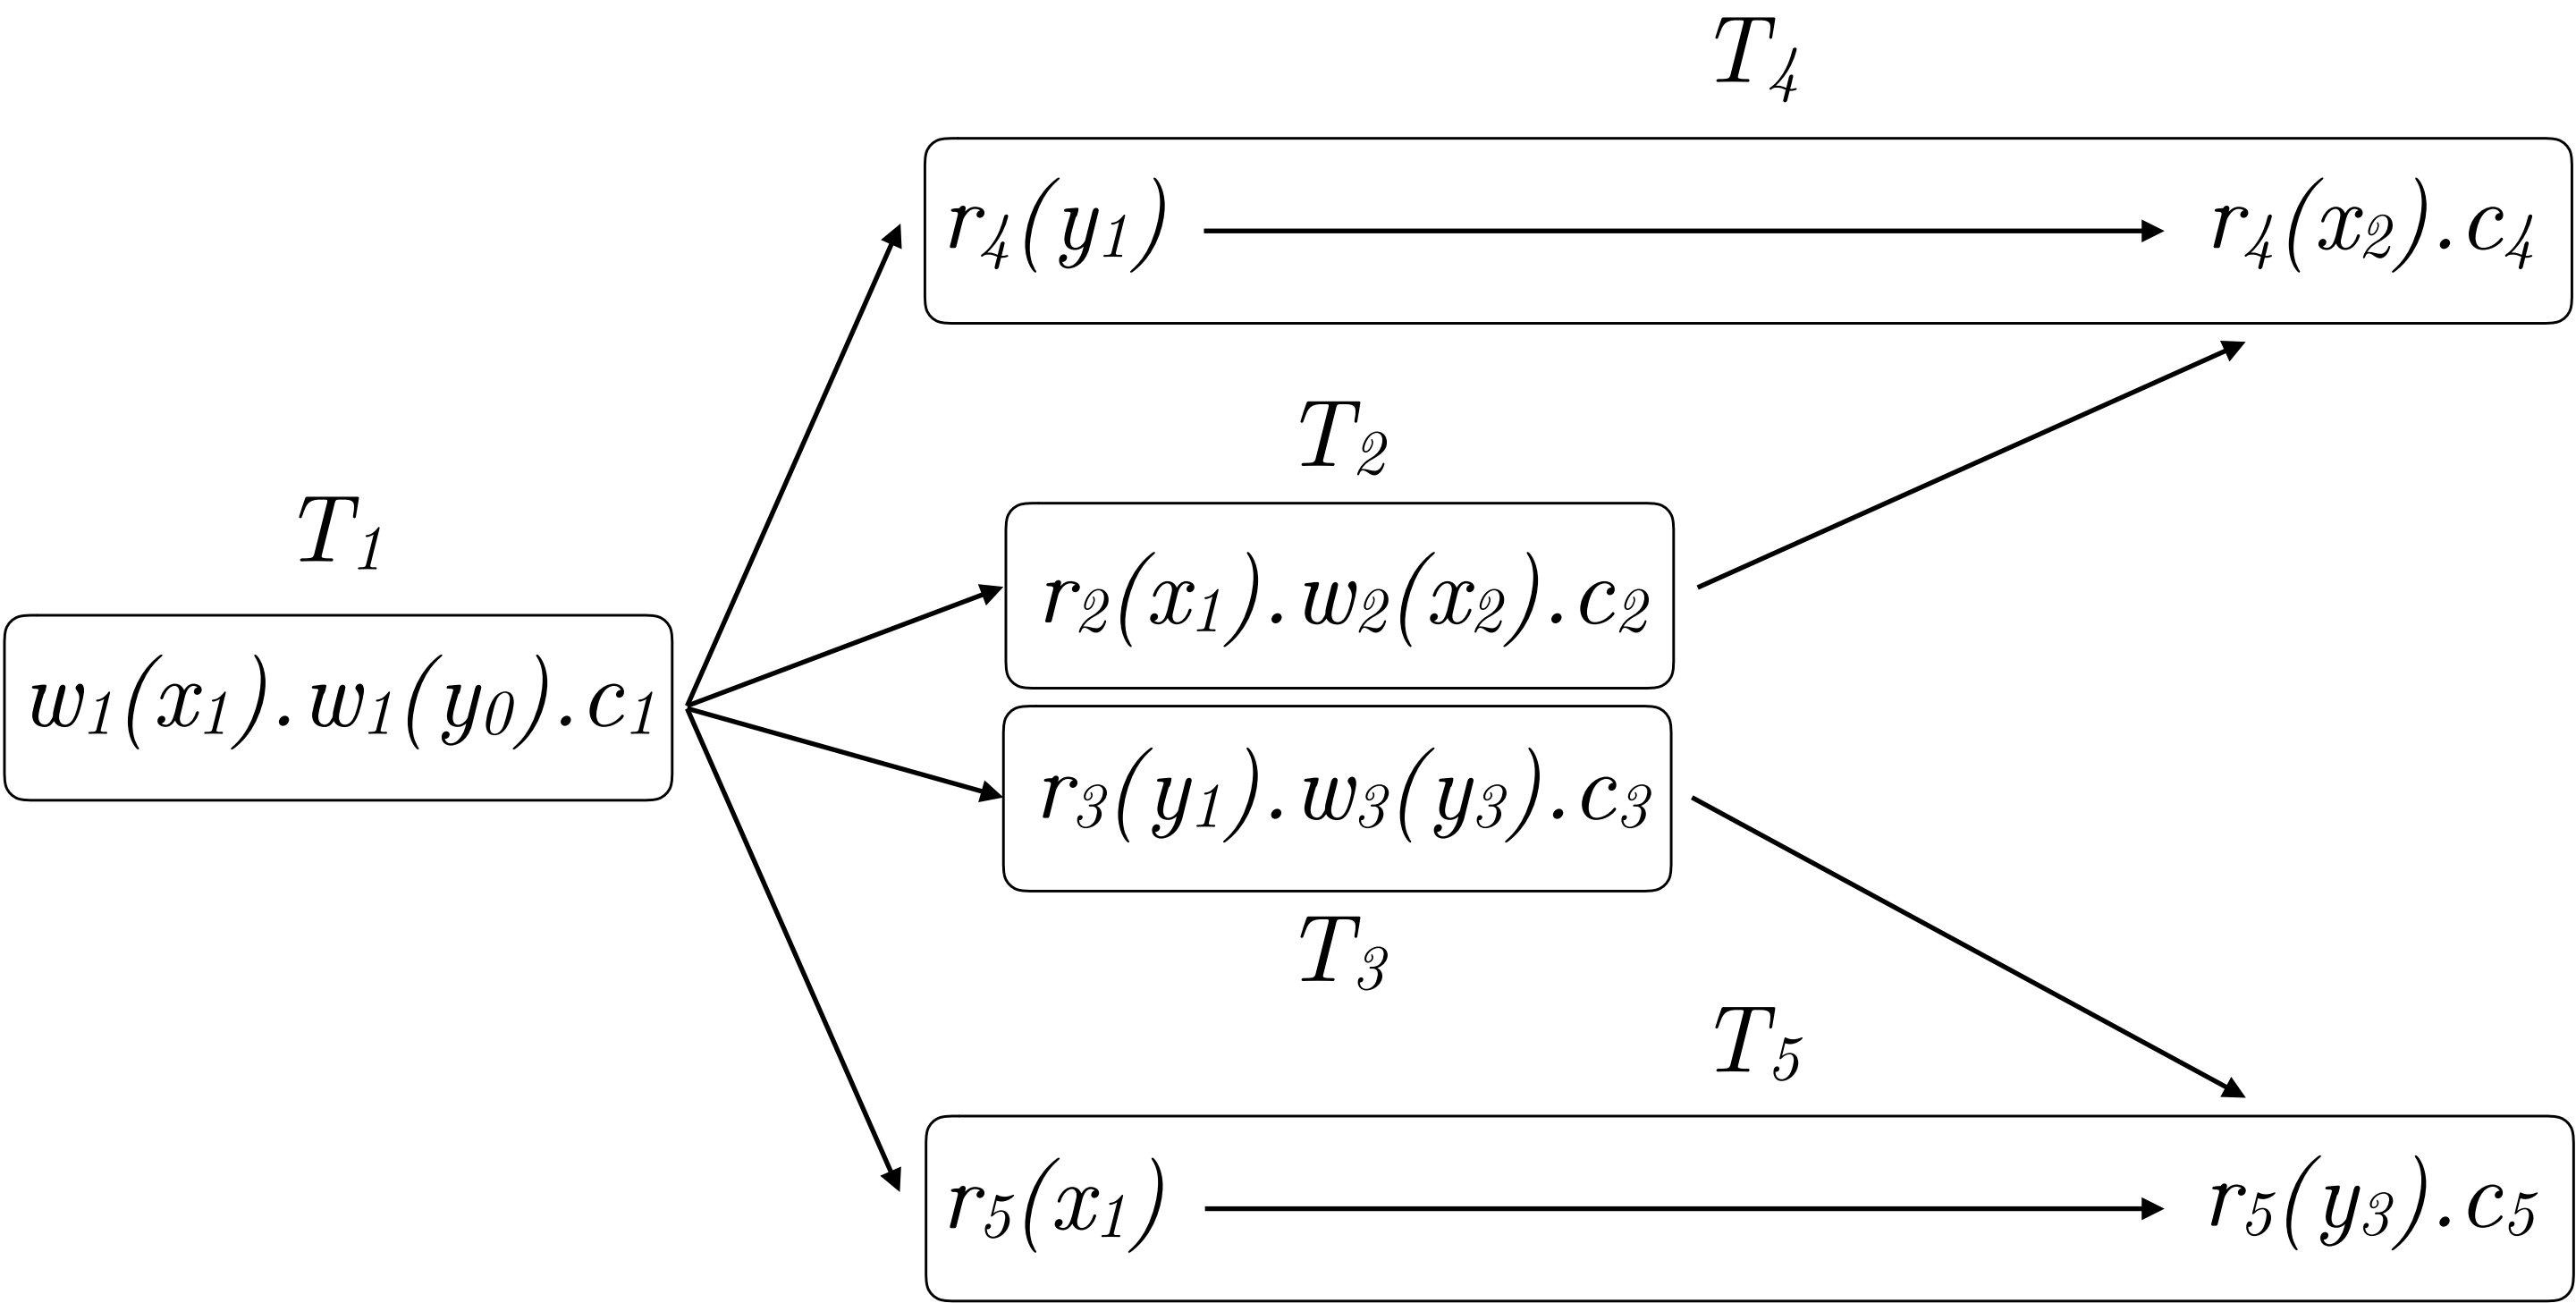 T4
r4(y1) r4(x2).c4
T2
T1
r2(x1).w2(x2).c2
w1(x1).w1(y0).c1
r3(y1).w3(y3).c3
T3
T5
r5(x1) r5(y3).c5